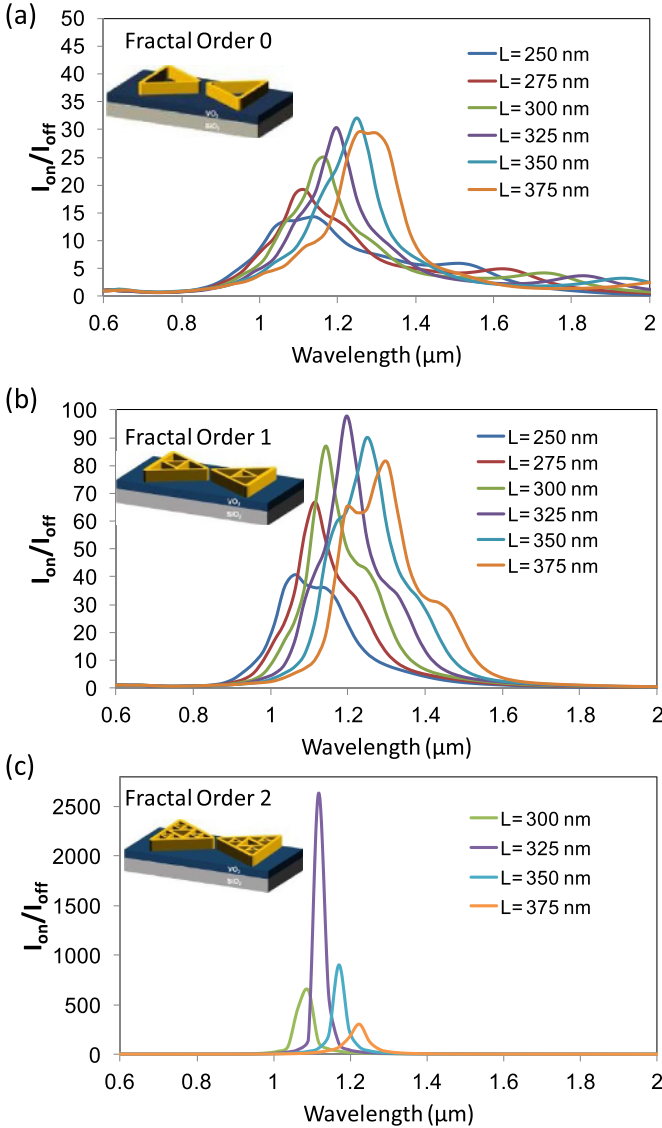 (a)
Fractal Order 0
VO₂
SiO₂
L= 250 nm
L= 275 nm
L= 300 nm
L= 325 nm
L= 350 nm
L= 375 nm
50
45
40
35
30
25
20
15
10
5
0
Ion/Ioff
0.6 0.8 1 1.2 1.4 1.6 1.8 2
Wavelength (µm)
(b)
Fractal Order 1
VO₂
SiO₂
L= 250 nm
L= 275 nm
L= 300 nm
L= 325 nm
L= 350 nm
L= 375 nm
100
90
80
70
60
50
40
30
20
10
0
Ion/Ioff
0.6 0.8 1 1.2 1.4 1.6 1.8 2
Wavelength (µm)
(c)
Fractal Order 2
VO₂
SiO₂
L= 300 nm
L= 325 nm
L= 350 nm
L= 375 nm
2500
2000
1500
1000
500
0
Ion/Ioff
0.6 0.8 1 1.2 1.4 1.6 1.8 2
Wavelength (µm)